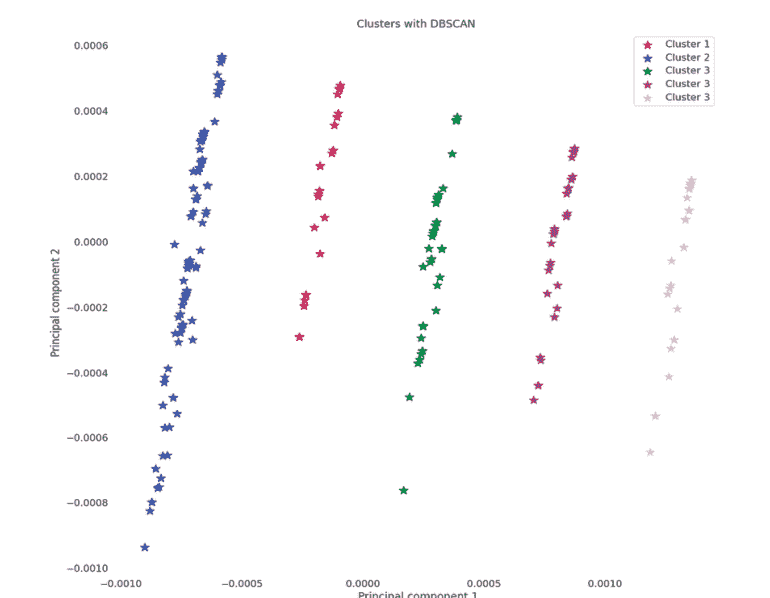 Clusters with DBSCAN
Cluster 1
Cluster 2
Cluster 3
Cluster 3
Cluster 3
0.0006
0.0004
0.0002
0.0000
−0.0002
−0.0004
−0.0006
−0.0008
−0.0010
Principal component 2
−0.0010
−0.0005
0.0000
0.0005
0.0010
Principal component 1